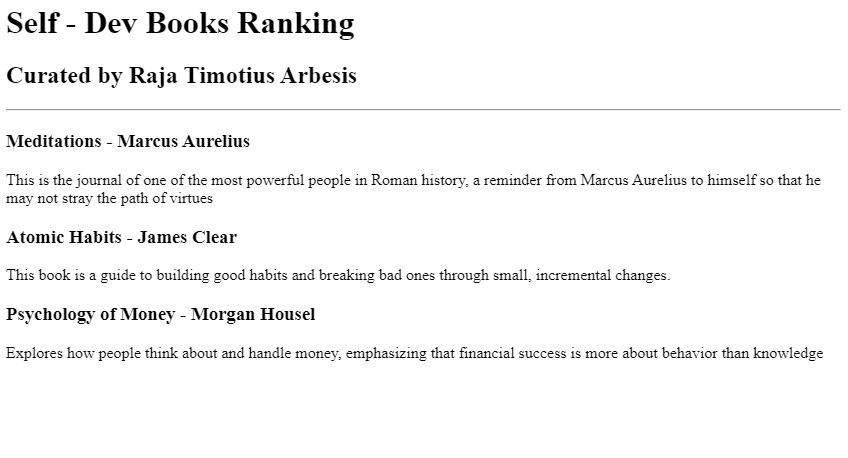 Self - Dev Books Ranking
Curated by Raja Timotius Arbesis
Meditations - Marcus Aurelius
This is the journal of one of the most powerful people in Roman history, a reminder from Marcus Aurelius to himself so that he
may not stray the path of virtues
Atomic Habits - James Clear
This book is a guide to building good habits and breaking bad ones through small, incremental changes.
Psychology of Money - Morgan Housel
Explores how people think about and handle money, emphasizing that financial success is more about behavior than knowledge